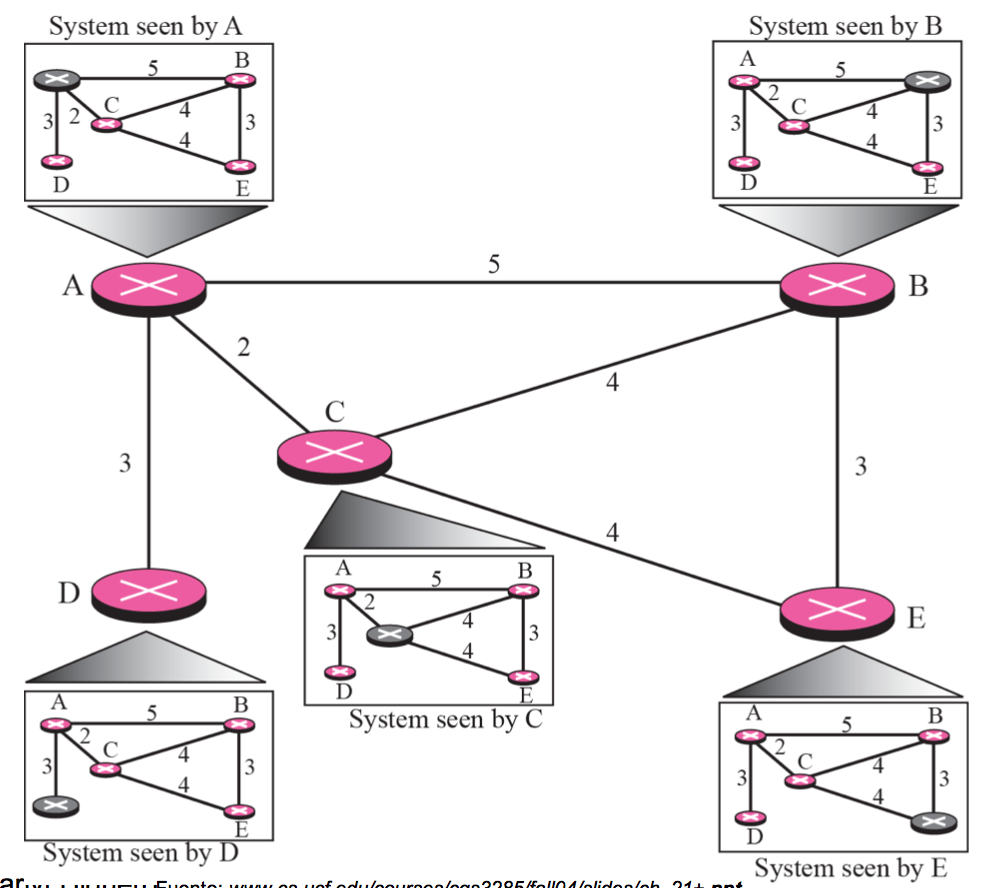 System seen by A
5
B
3
2
C
4
4
3
D
E
System seen by B
A
5
2
C
3
4
4
3
D
E
A
5
B
2
4
C
3
3
4
D
E
A
5
B
2
3
4
4
3
D
E
System seen by C
A
5
B
2
C
3
4
4
3
E
System seen by D
A
5
B
2
C
3
4
4
3
D
System seen by E
Fuente: www.cs.ucf.edu/courses/cgs3285/fall04/slides/ch_21+.ppt